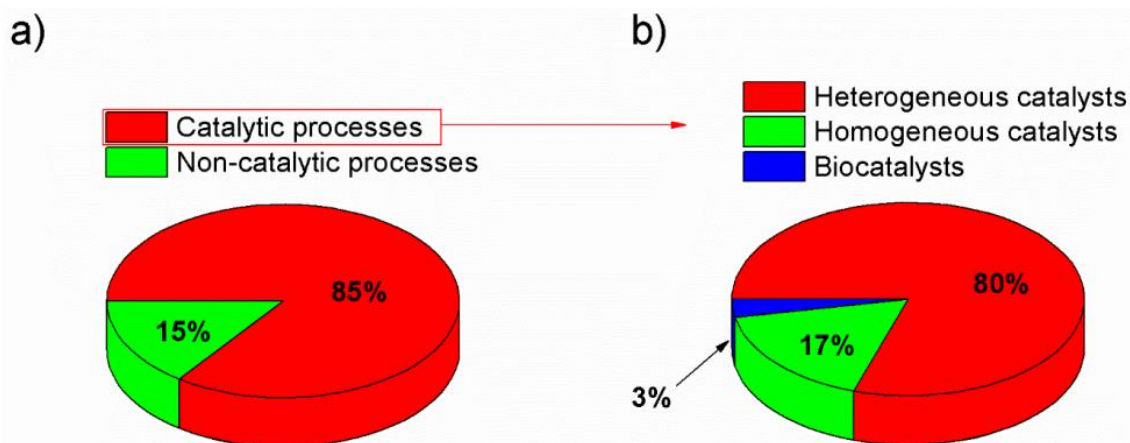 a)
Catalytic processes
Non-catalytic processes
85%
15%
b)
Heterogeneous catalysts
Homogeneous catalysts
Biocatalysts
80%
17%
3%